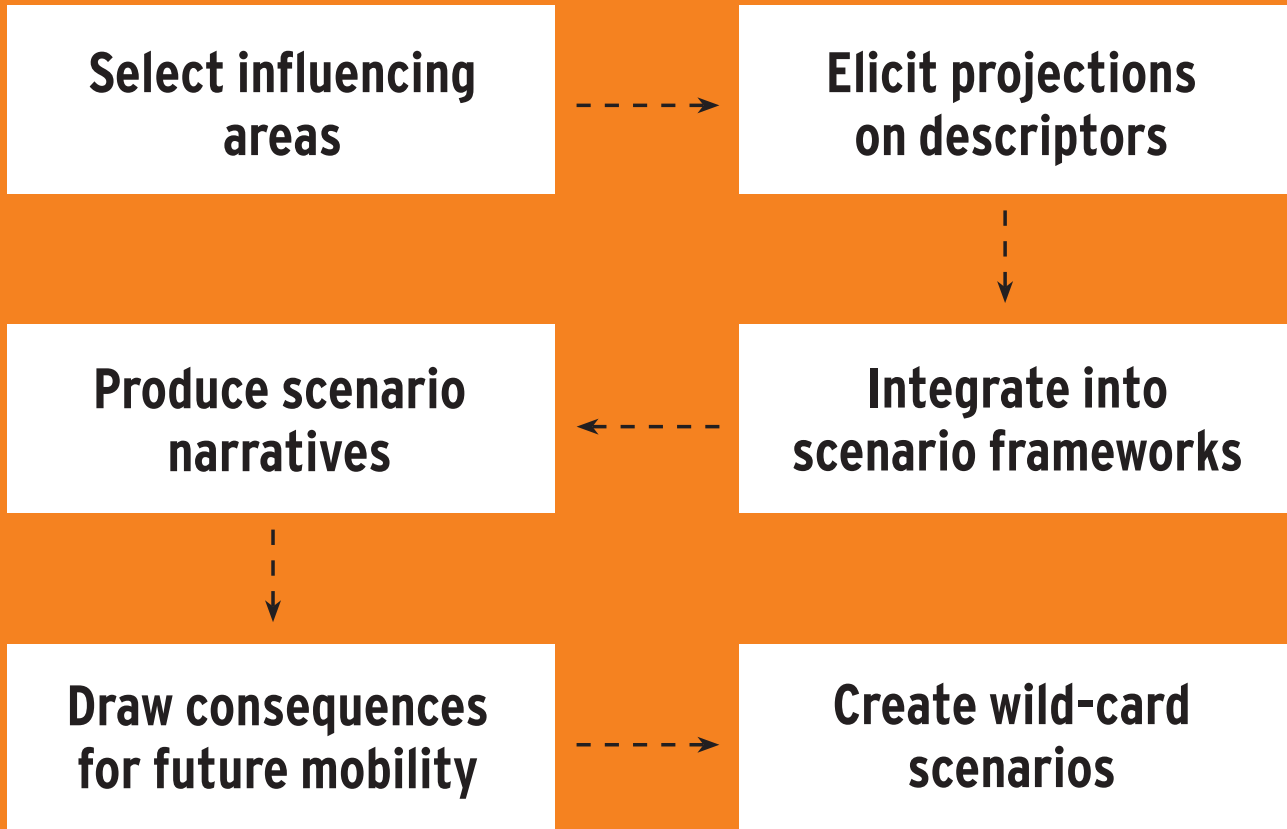 Select influencing
areas
Elicit projections
on descriptors
Produce scenario
narratives
Integrate into
scenario frameworks
Draw consequences
for future mobility
Create wild-card
scenarios